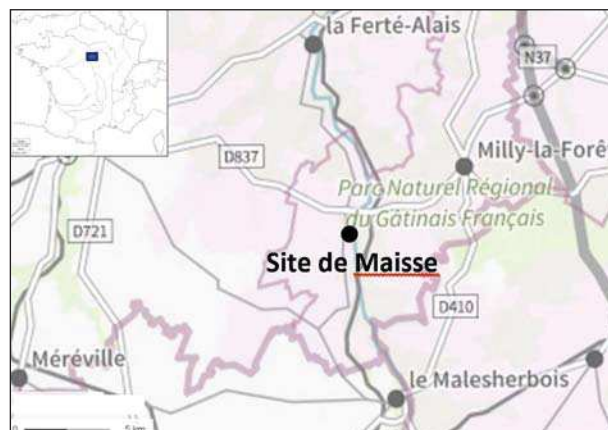 la Ferté-Alais
N37
D837
Milly-la-Forê
Parc Naturel Régional
du Gâtinais Français
D721
Site de Maisse
D410
Méréville
le Malesherbois
5 km